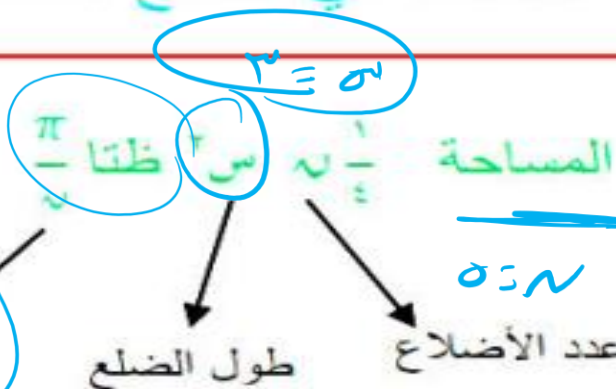 س = ٣
المساحة ١/٤ ن س٢ ظتا π/ن
ن = ٥
عدد الأضلاع
طول الضلع